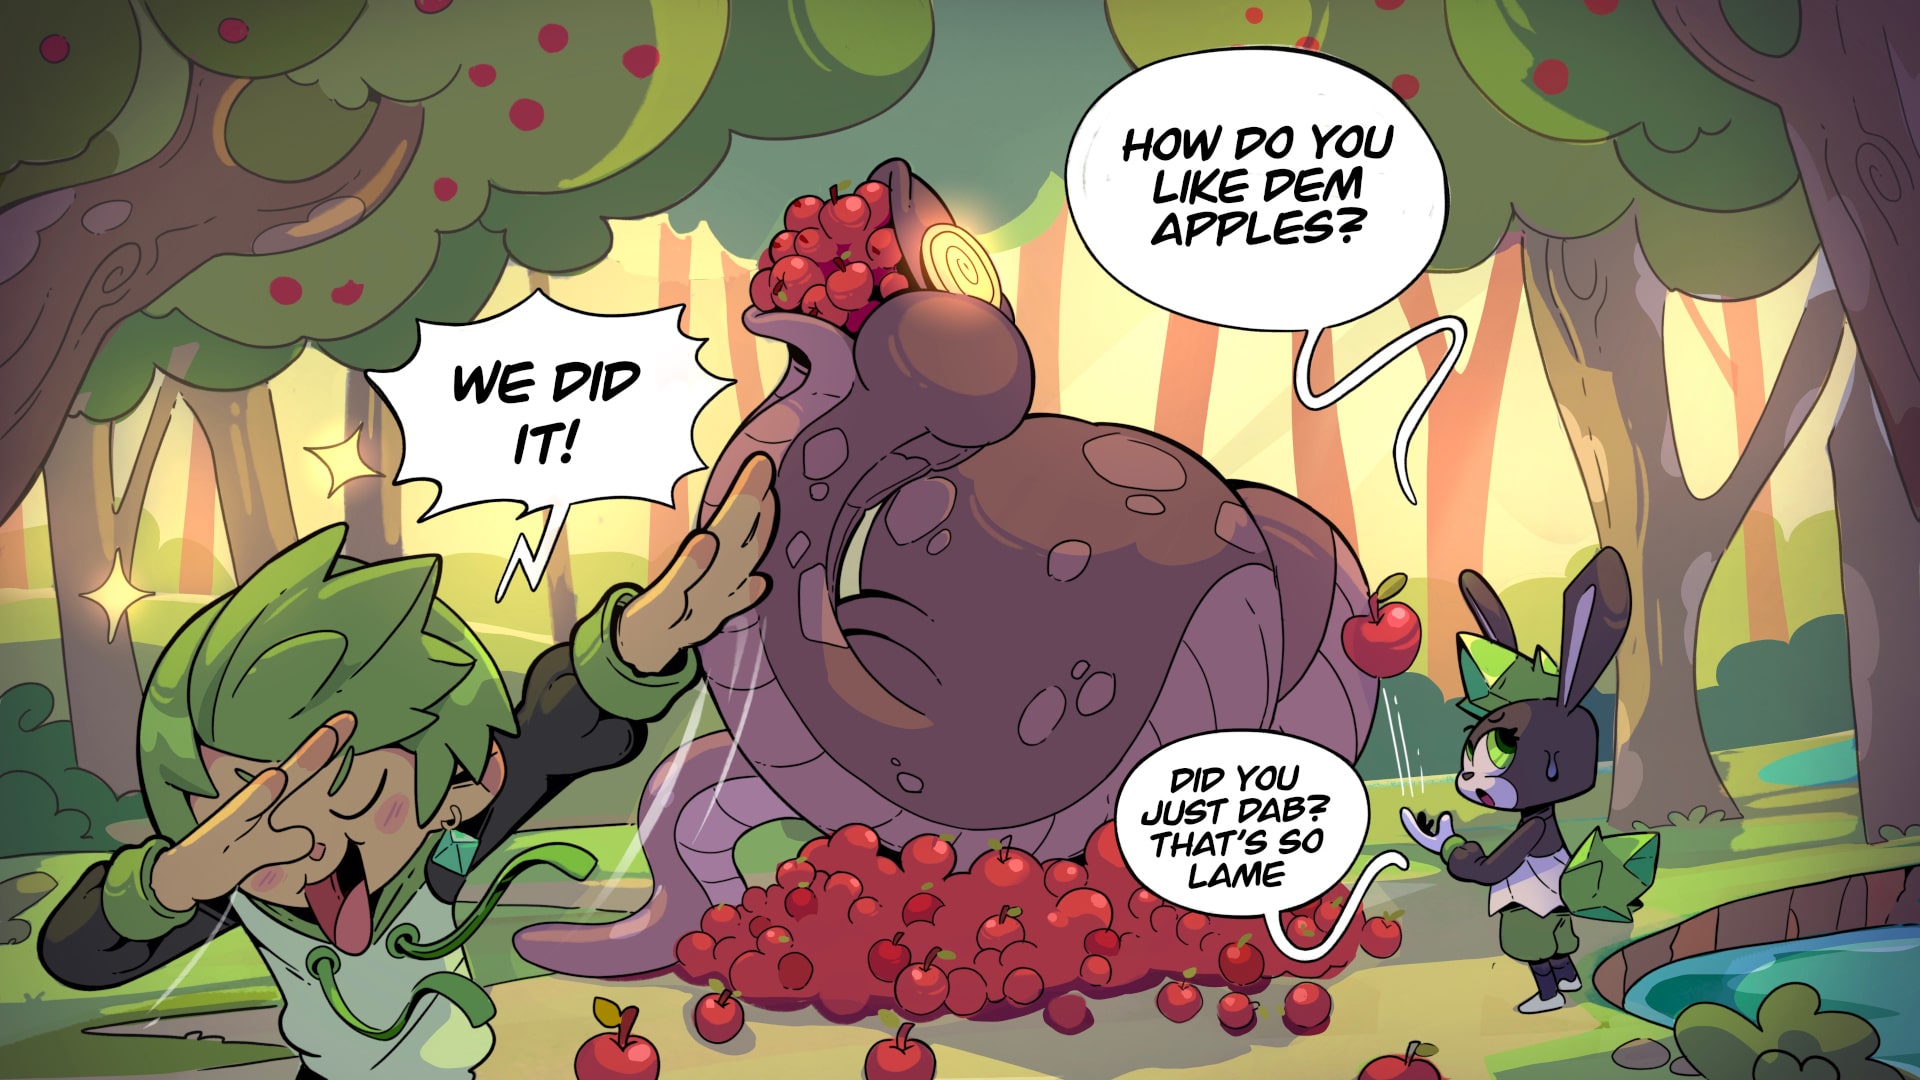 WE DID
IT!
HOW DO YOU
LIKE DEM
APPLES?
DID YOU
JUST DAB?
THAT'S SO
LAME